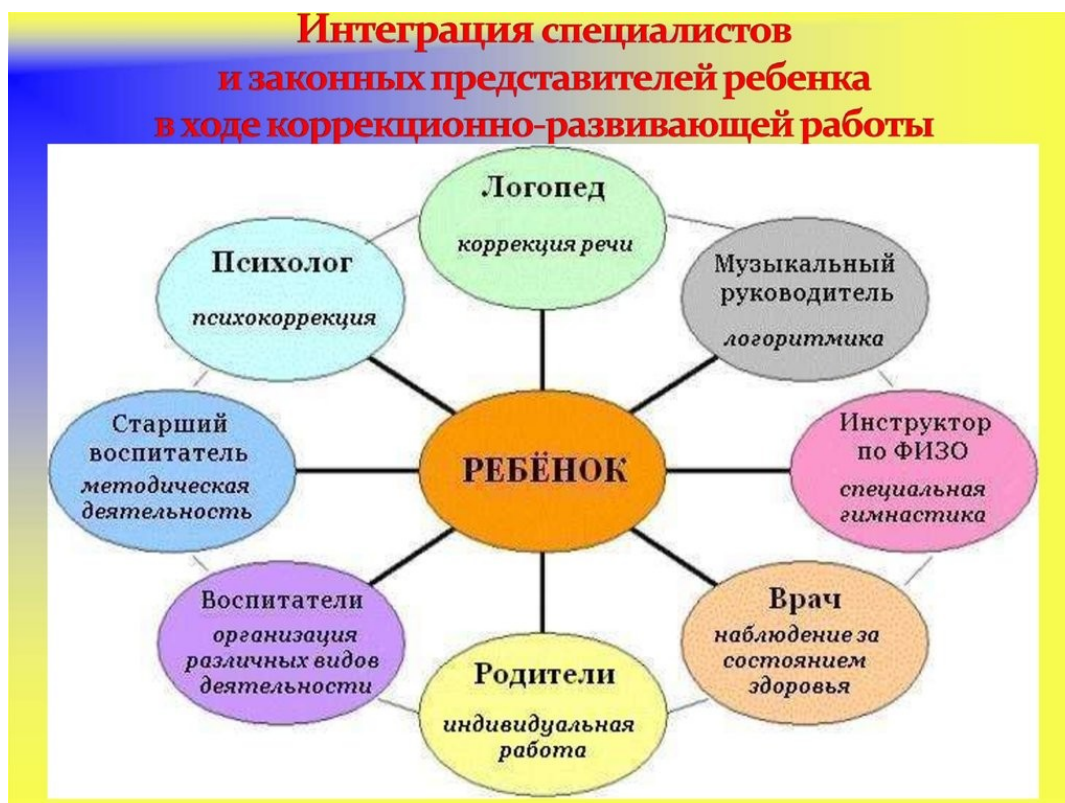 Интеграция специалистов
и законных представителей ребенка
в ходе коррекционно-развивающей работы
Логопед
коррекция речи
Психолог
психокоррекция
Музыкальный
руководитель
логоритмика
Старший
воспитатель
методическая
деятельность
РЕБЁНОК
Инструктор
по ФИЗО
специальная
гимнастика
Воспитатели
организация
различных видов
деятельности
Родители
индивидуальная
работа
Врач
наблюдение за
состоянием
здоровья